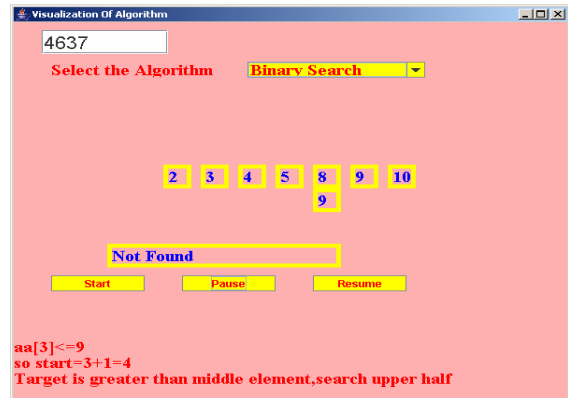 Visualization Of Algorithm
4637
Select the Algorithm Binary Search
2 3 4 5 8 9 10
9
Not Found
Start Pause Resume
aa[3]<=9
so start=3+1=4
Target is greater than middle element,search upper half